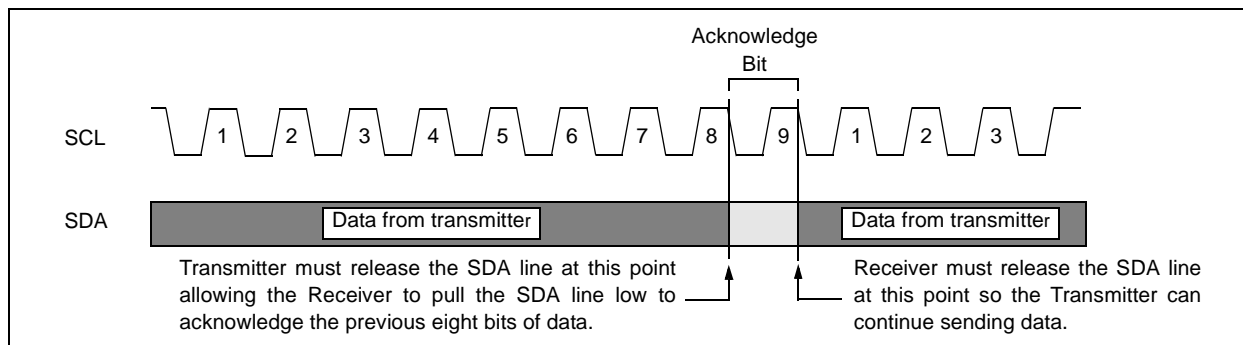 Acknowledge
Bit
SCL
1 2 3 4 5 6 7 8 9 1 2 3
SDA
Data from transmitter
Data from transmitter
Transmitter must release the SDA line at this point
allowing the Receiver to pull the SDA line low to
acknowledge the previous eight bits of data.
Receiver must release the SDA line
at this point so the Transmitter can
continue sending data.